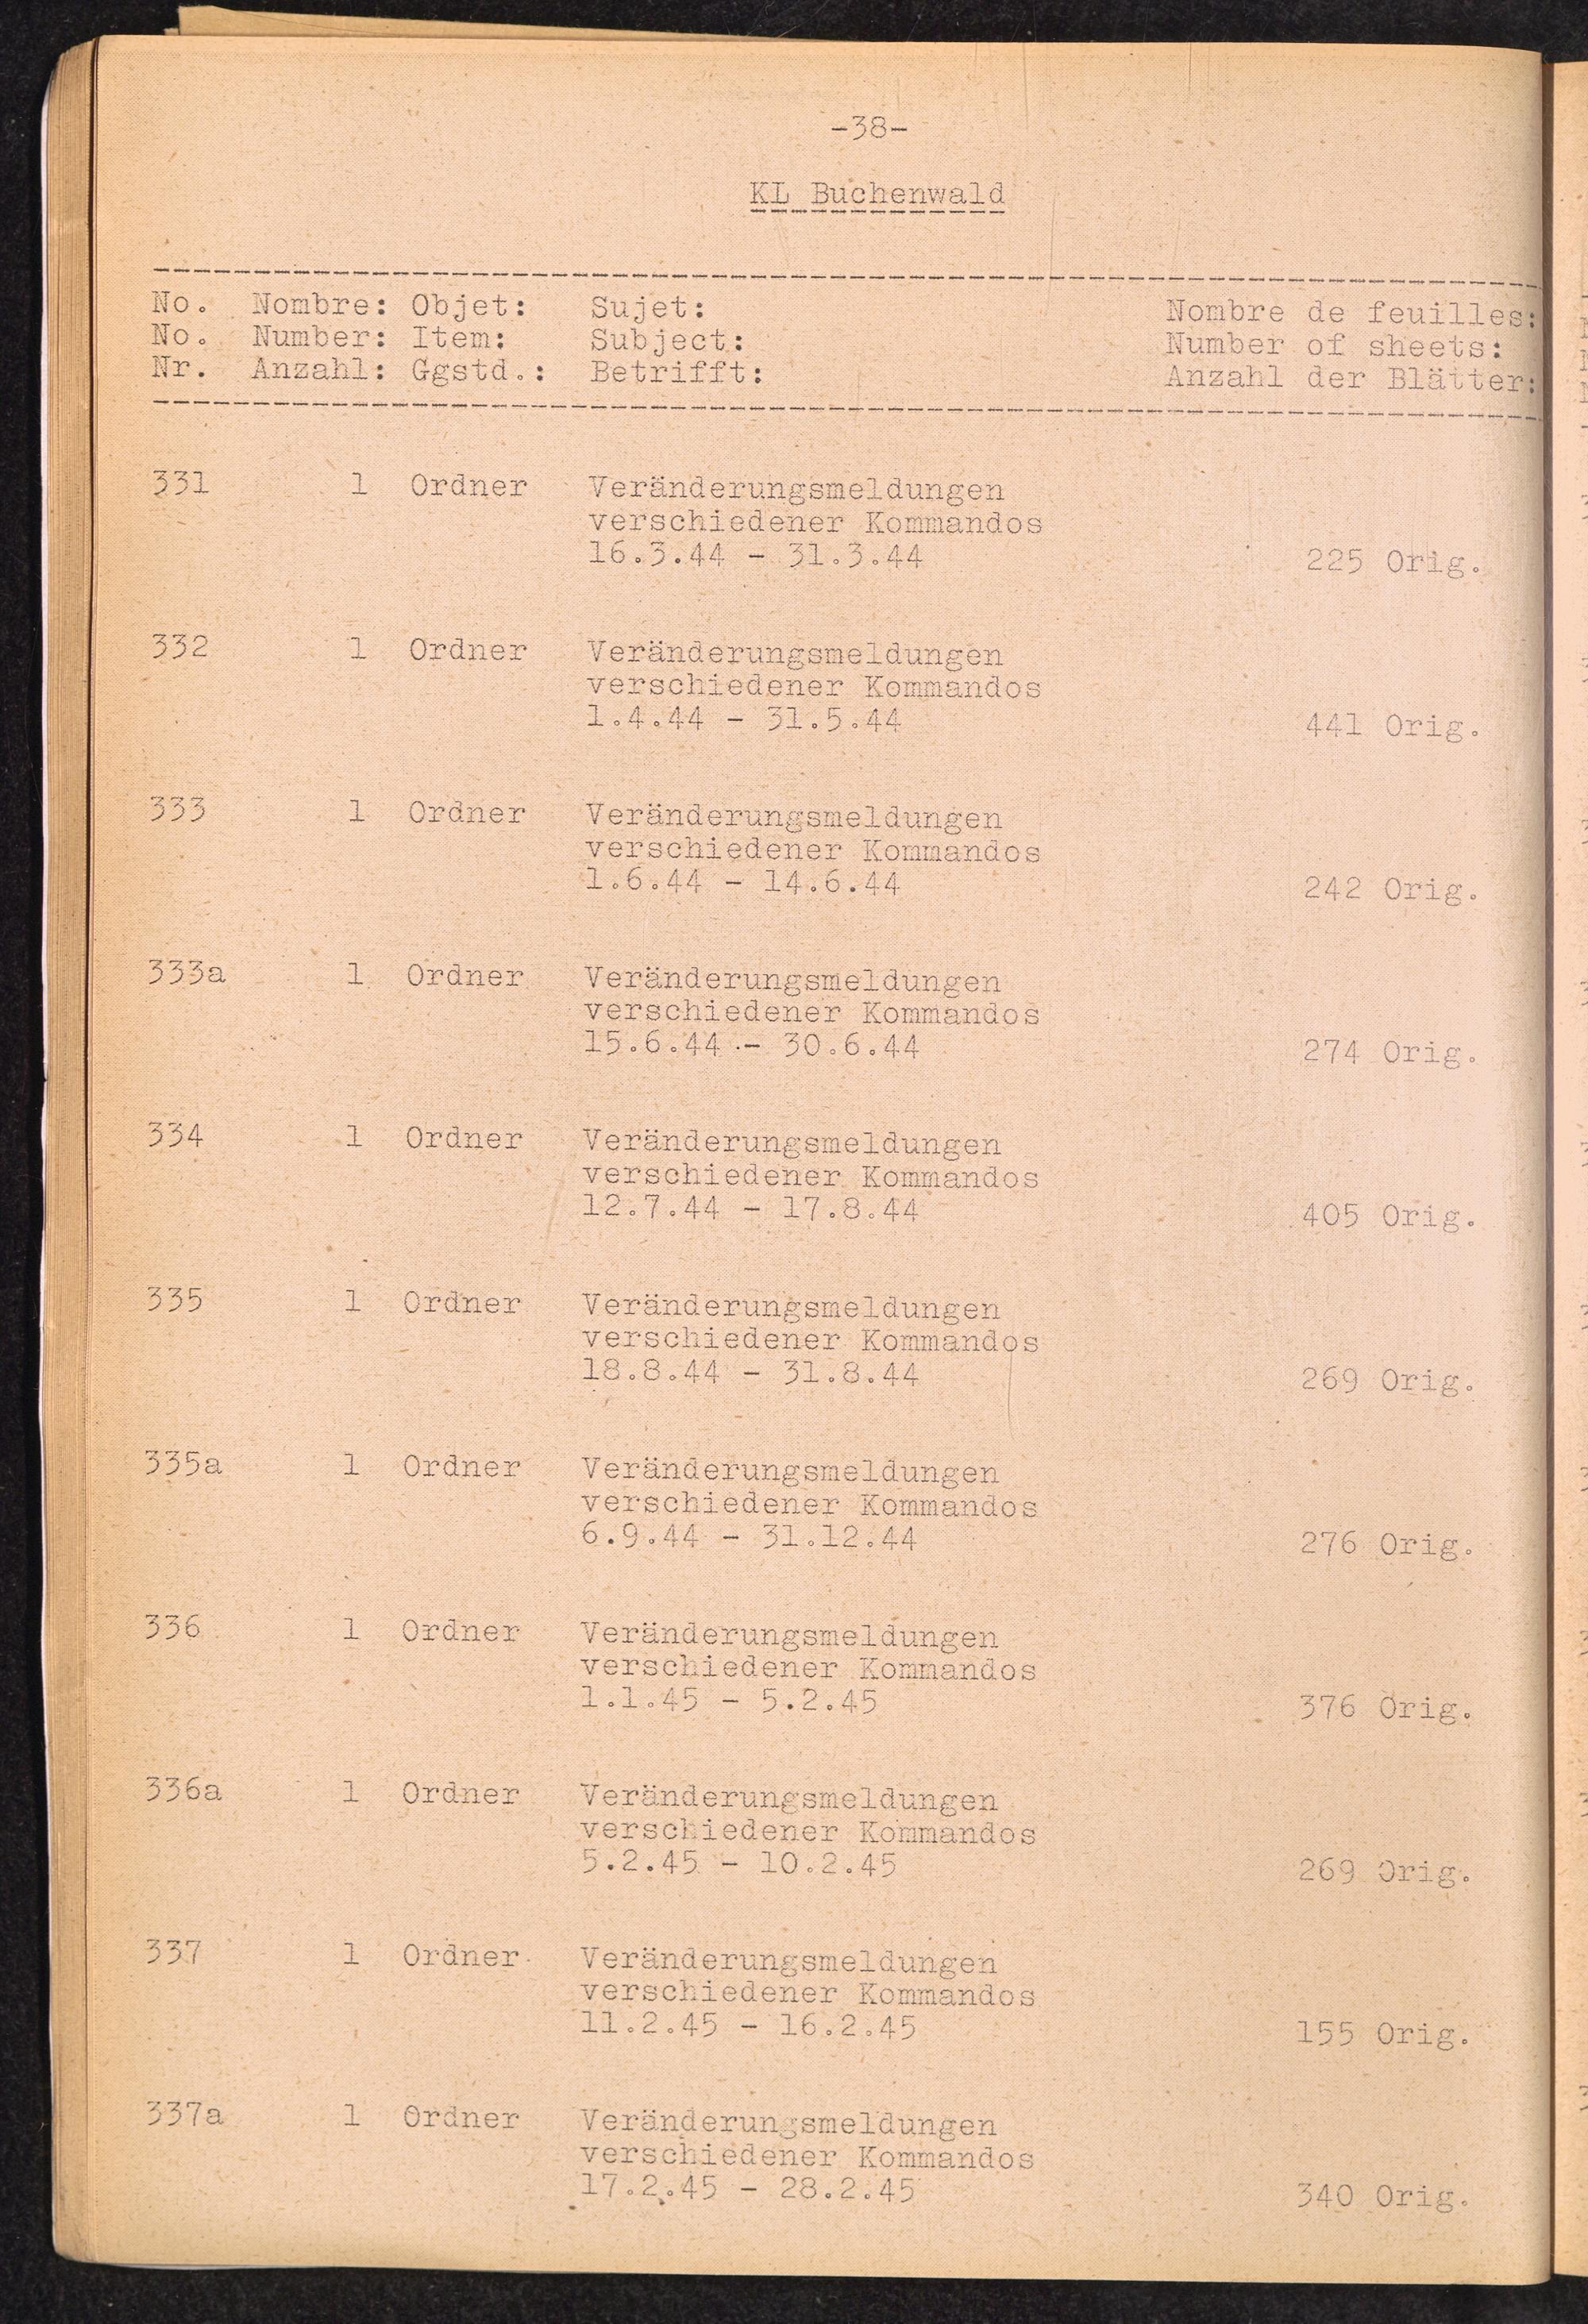 -38-
KL Buchenwald
No. Nombre: Objet: Sujet: Nombre de feuilles:
No. Number: Item: Subject: Number of sheets:
Nr. Anzahl: Ggstd.: Betrifft: Anzahl der Blätter:
331 1 Ordner Veränderungsmeldungen
verschiedener Kommandos
16.3.44 - 31.3.44 225 Orig.
332 1 Ordner Veränderungsmeldungen
verschiedener Kommandos
1.4.44 - 31.5.44 441 Orig.
333 1 Ordner Veränderungsmeldungen
verschiedener Kommandos
1.6.44 - 14.6.44 242 Orig.
333a 1 Ordner Veränderungsmeldungen
verschiedener Kommandos
15.6.44 - 30.6.44 274 Orig.
334 1 Ordner Veränderungsmeldungen
verschiedener Kommandos
12.7.44 - 17.8.44 405 Orig.
335 1 Ordner Veränderungsmeldungen
verschiedener Kommandos
18.8.44 - 31.8.44 269 Orig.
335a 1 Ordner Veränderungsmeldungen
verschiedener Kommandos
6.9.44 - 31.12.44 276 Orig.
336 1 Ordner Veränderungsmeldungen
verschiedener Kommandos
1.1.45 - 5.2.45 376 Orig.
336a 1 Ordner Veränderungsmeldungen
verschiedener Kommandos
5.2.45 - 10.2.45 269 Orig.
337 1 Ordner Veränderungsmeldungen
verschiedener Kommandos
11.2.45 - 16.2.45 155 Orig.
337a 1 Ordner Veränderungsmeldungen
verschiedener Kommandos
17.2.45 - 28.2.45 340 Orig.